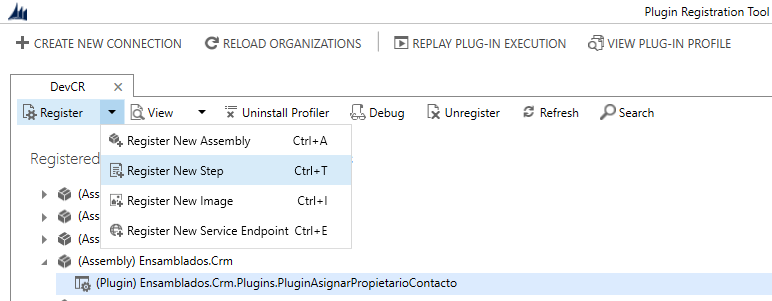 Plugin Registration Tool
CREATE NEW CONNECTION RELOAD ORGANIZATIONS REPLAY PLUG-IN EXECUTION VIEW PLUG-IN PROFILE
DevCR
Register View Uninstall Profiler Debug Unregister Refresh Search
Register New Assembly Ctrl+A
Registered
Register New Step Ctrl+T
(Ass
Register New Image Ctrl+I
(Ass
Register New Service Endpoint Ctrl+E
(Ass
(Assembly) Ensamblados.Crm
(Plugin) Ensamblados.Crm.Plugins.PluginAsignarPropietarioContacto